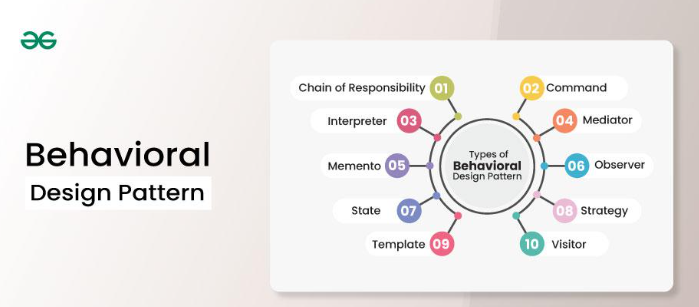 Behavioral
Design Pattern
Chain of Responsibility 01
02 Command
Interpreter 03
04 Mediator
Memento 05
06 Observer
State 07
08 Strategy
Template 09
10 Visitor
Types of
Behavioral
Design Pattern